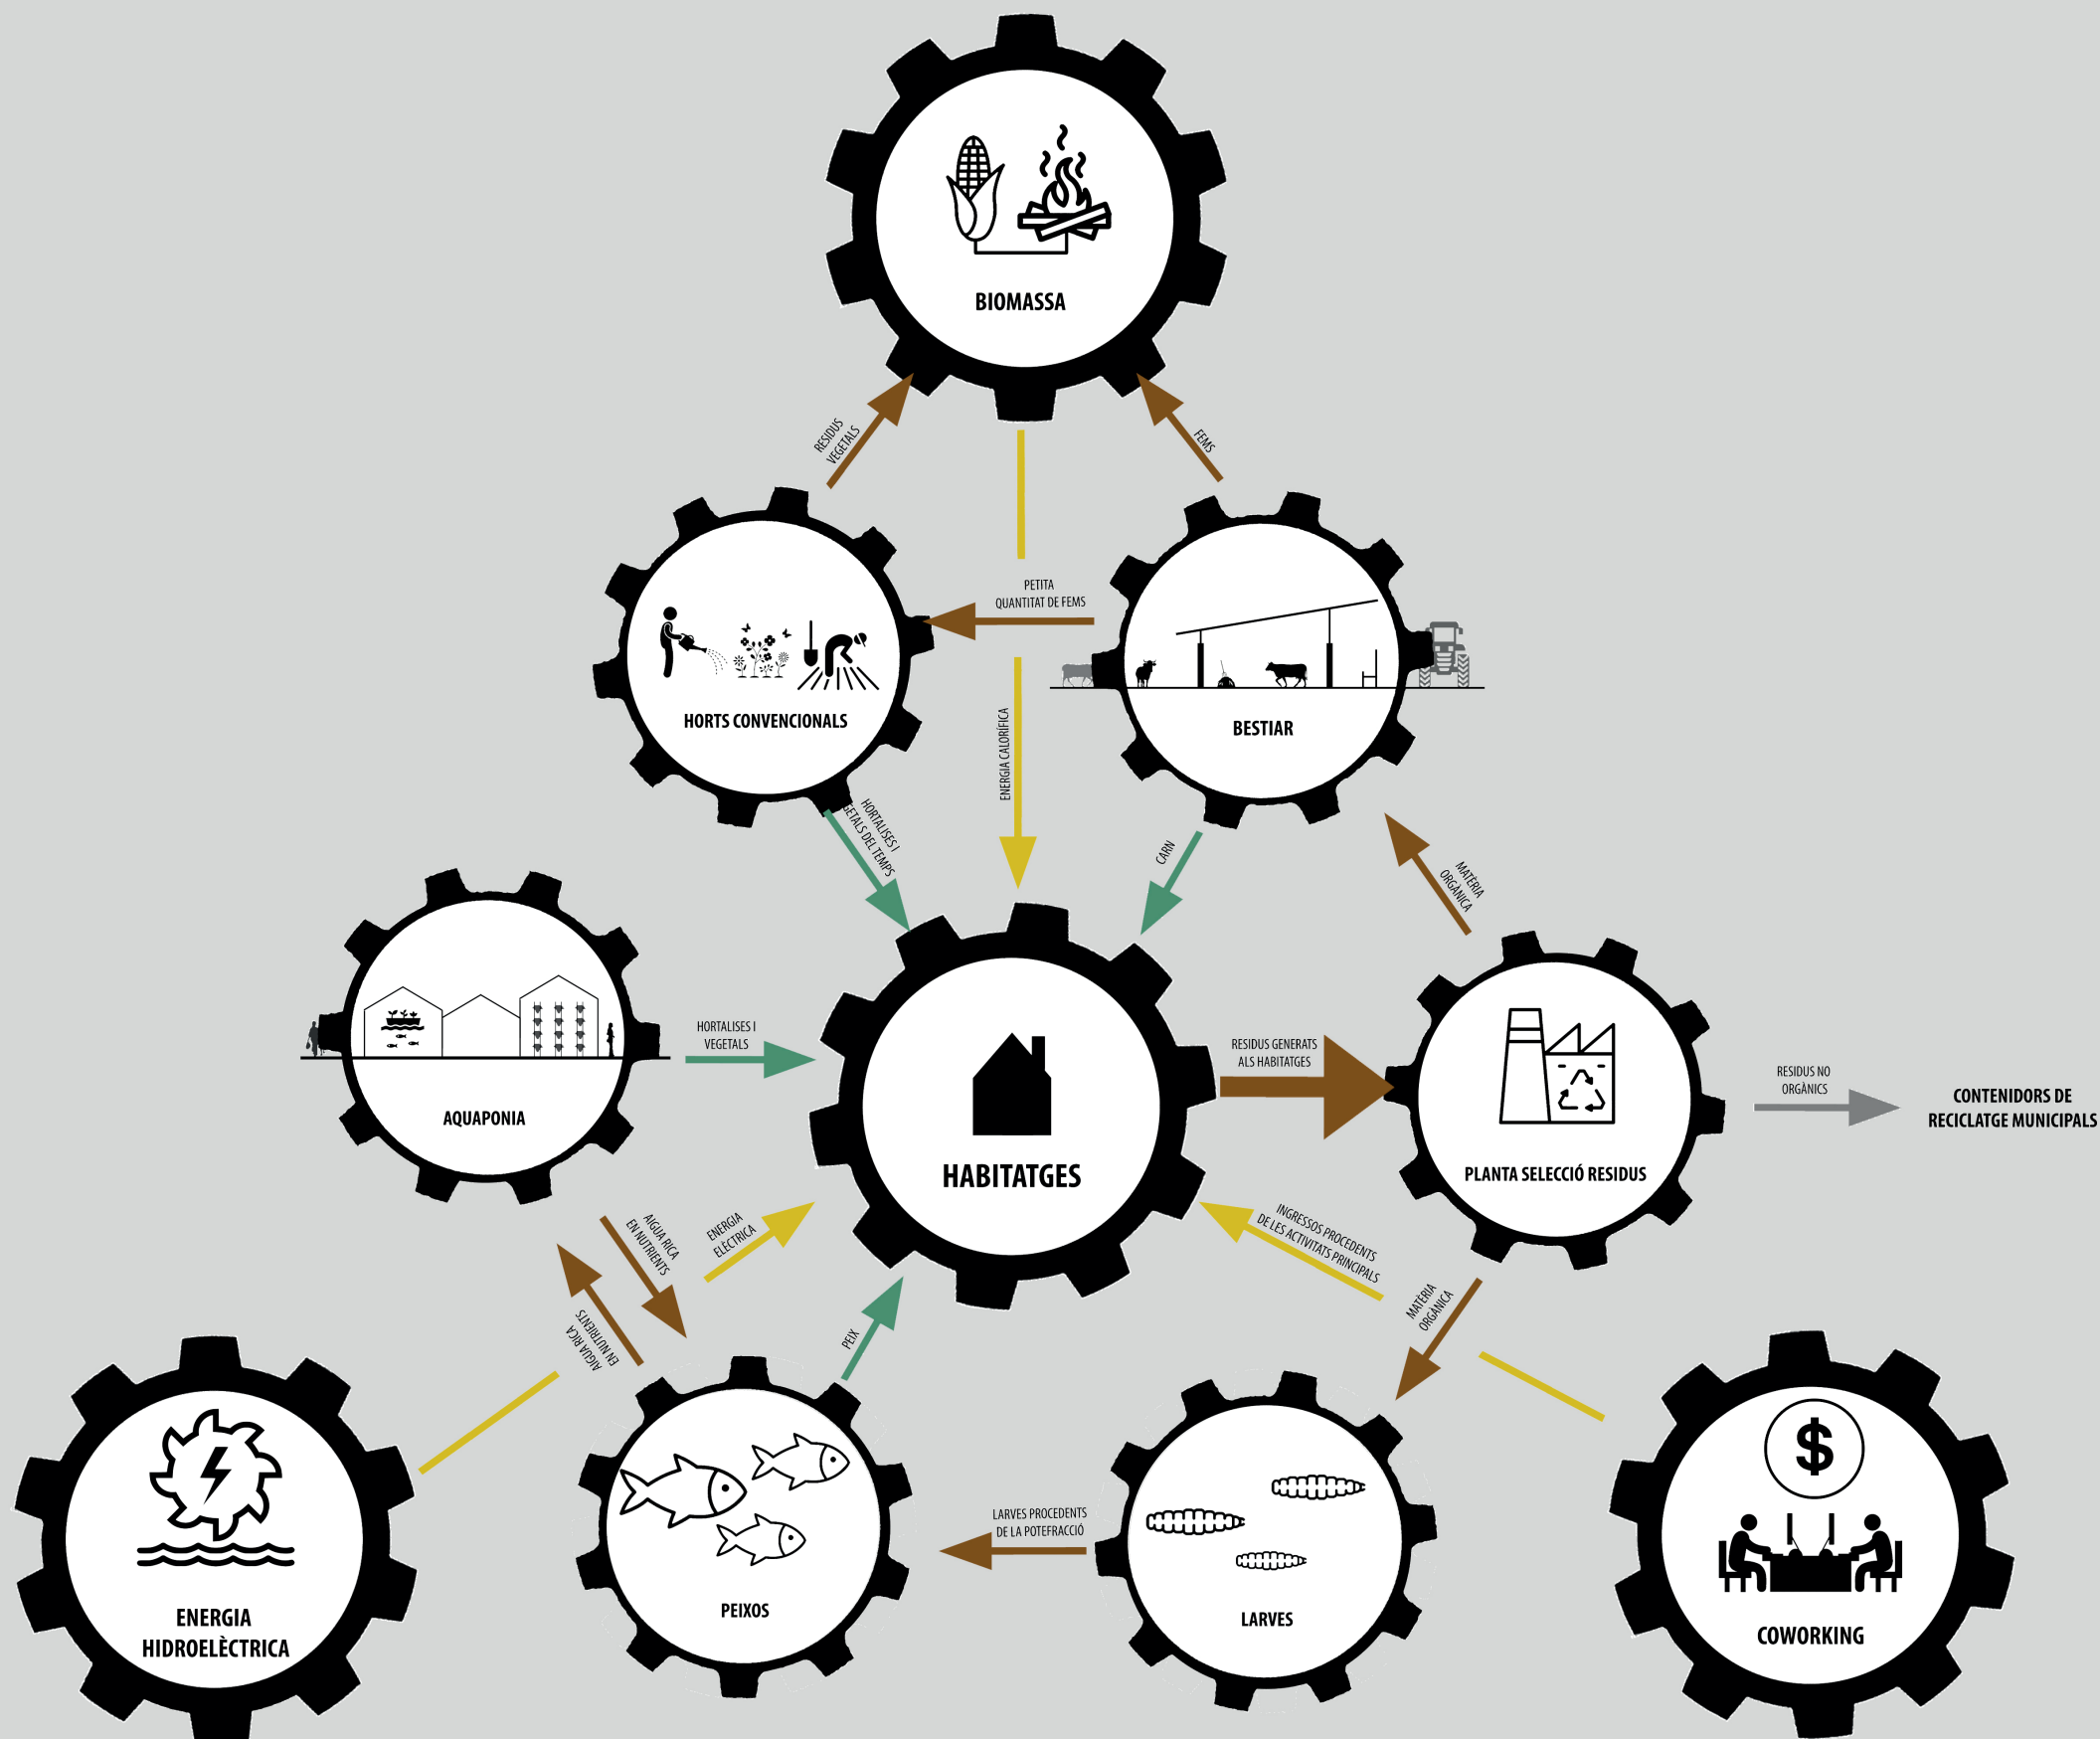 BIOMASSA
RESIDUS
VEGETALS
FEMS
PETITA
QUANTITAT DE FEMS
HORTS CONVENCIONALS
BESTIAR
ENERGIA CALORÍFICA
HORTALISES I
GETALS DEL TEMPS
CARN
MATÈRIA
ORGÀNICA
HORTALISES I
VEGETALS
AQUAPONIA
HABITATGES
RESIDUS GENERATS
ALS HABITATGES
PLANTA SELECCIÓ RESIDUS
RESIDUS NO
ORGÀNICS
CONTENIDORS DE
RECICLATGE MUNICIPALS
AIGUA RICA
EN NUTRIENTS
ENERGIA
ELÈCTRICA
INGRESSOS PROCEDENTS
DE LES ACTIVITATS PRINCIPALS
MATÈRIA
ORGÀNICA
AIGUA RICA
EN NUTRIENTS
PEIX
ENERGIA
HIDROELÈCTRICA
PEIXOS
LARVES PROCEDENTS
DE LA POTEFRACCIÓ
LARVES
$
COWORKING